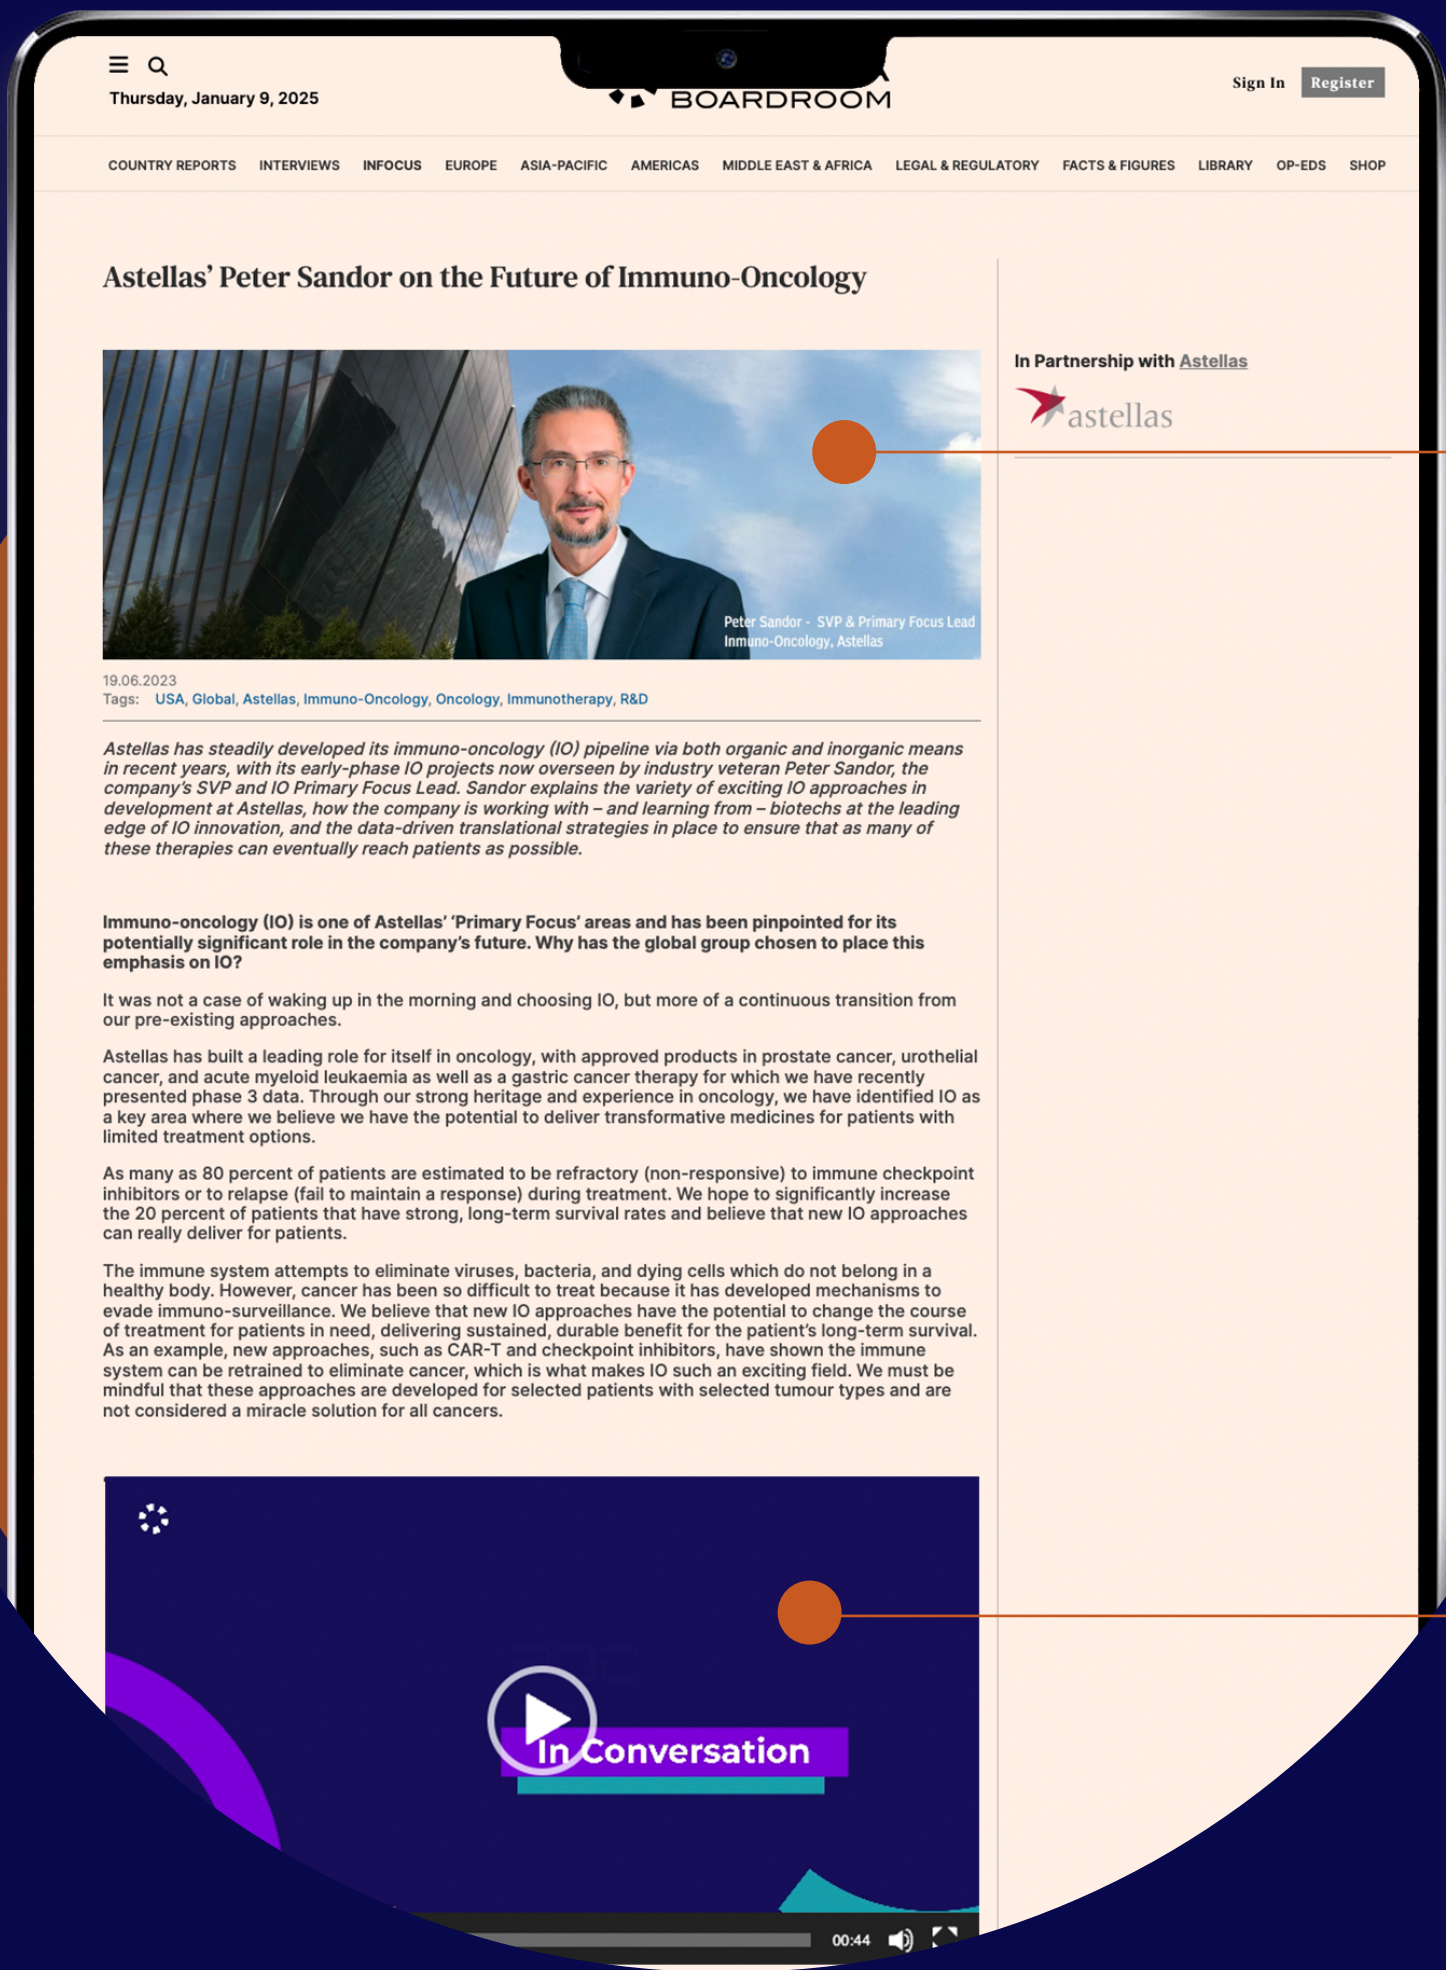 Thursday, January 9, 2025
BOARDROOM
Sign In
Register
COUNTRY REPORTS INTERVIEWS INFOCUS EUROPE ASIA-PACIFIC AMERICAS MIDDLE EAST & AFRICA LEGAL & REGULATORY FACTS & FIGURES LIBRARY OP-EDS SHOP
Astellas’ Peter Sandor on the Future of Immuno-Oncology
In Partnership with Astellas
astellas
Peter Sandor - SVP & Primary Focus Lead
Inmuno-Oncology, Astellas
19.06.2023
Tags: USA, Global, Astellas, Immuno-Oncology, Oncology, Immunotherapy, R&D
Astellas has steadily developed its immuno-oncology (IO) pipeline via both organic and inorganic means
in recent years, with its early-phase IO projects now overseen by industry veteran Peter Sandor, the
company’s SVP and IO Primary Focus Lead. Sandor explains the variety of exciting IO approaches in
development at Astellas, how the company is working with – and learning from – biotechs at the leading
edge of IO innovation, and the data-driven translational strategies in place to ensure that as many of
these therapies can eventually reach patients as possible.
Immuno-oncology (IO) is one of Astellas’ ‘Primary Focus’ areas and has been pinpointed for its
potentially significant role in the company’s future. Why has the global group chosen to place this
emphasis on IO?
It was not a case of waking up in the morning and choosing IO, but more of a continuous transition from
our pre-existing approaches.
Astellas has built a leading role for itself in oncology, with approved products in prostate cancer, urothelial
cancer, and acute myeloid leukaemia as well as a gastric cancer therapy for which we have recently
presented phase 3 data. Through our strong heritage and experience in oncology, we have identified IO as
a key area where we believe we have the potential to deliver transformative medicines for patients with
limited treatment options.
As many as 80 percent of patients are estimated to be refractory (non-responsive) to immune checkpoint
inhibitors or to relapse (fail to maintain a response) during treatment. We hope to significantly increase
the 20 percent of patients that have strong, long-term survival rates and believe that new IO approaches
can really deliver for patients.
The immune system attempts to eliminate viruses, bacteria, and dying cells which do not belong in a
healthy body. However, cancer has been so difficult to treat because it has developed mechanisms to
evade immuno-surveillance. We believe that new IO approaches have the potential to change the course
of treatment for patients in need, delivering sustained, durable benefit for the patient’s long-term survival.
As an example, new approaches, such as CAR-T and checkpoint inhibitors, have shown the immune
system can be retrained to eliminate cancer, which is what makes IO such an exciting field. We must be
mindful that these approaches are developed for selected patients with selected tumour types and are
not considered a miracle solution for all cancers.
In Conversation
00:44